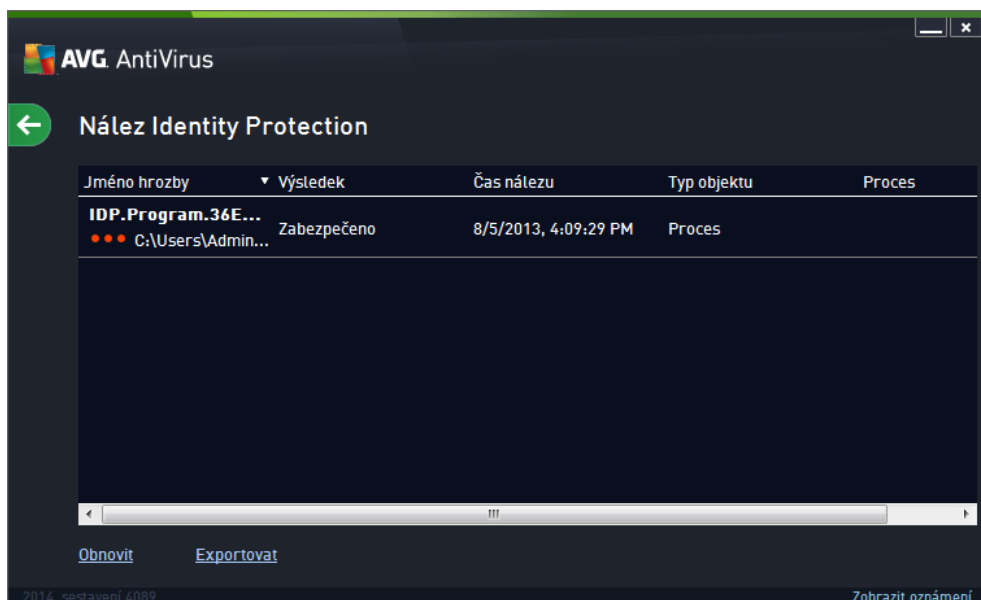 AVG. AntiVirus
Nález Identity Protection
Jméno hrozby Výsledek Čas nálezu Typ objektu Proces
IDP.Program.36E...
Zabezpečeno 8/5/2013, 4:09:29 PM Proces
C:\Users\Admin...
Obnovit Exportovat
2014, sestavení 4089 Zobrazit oznámení